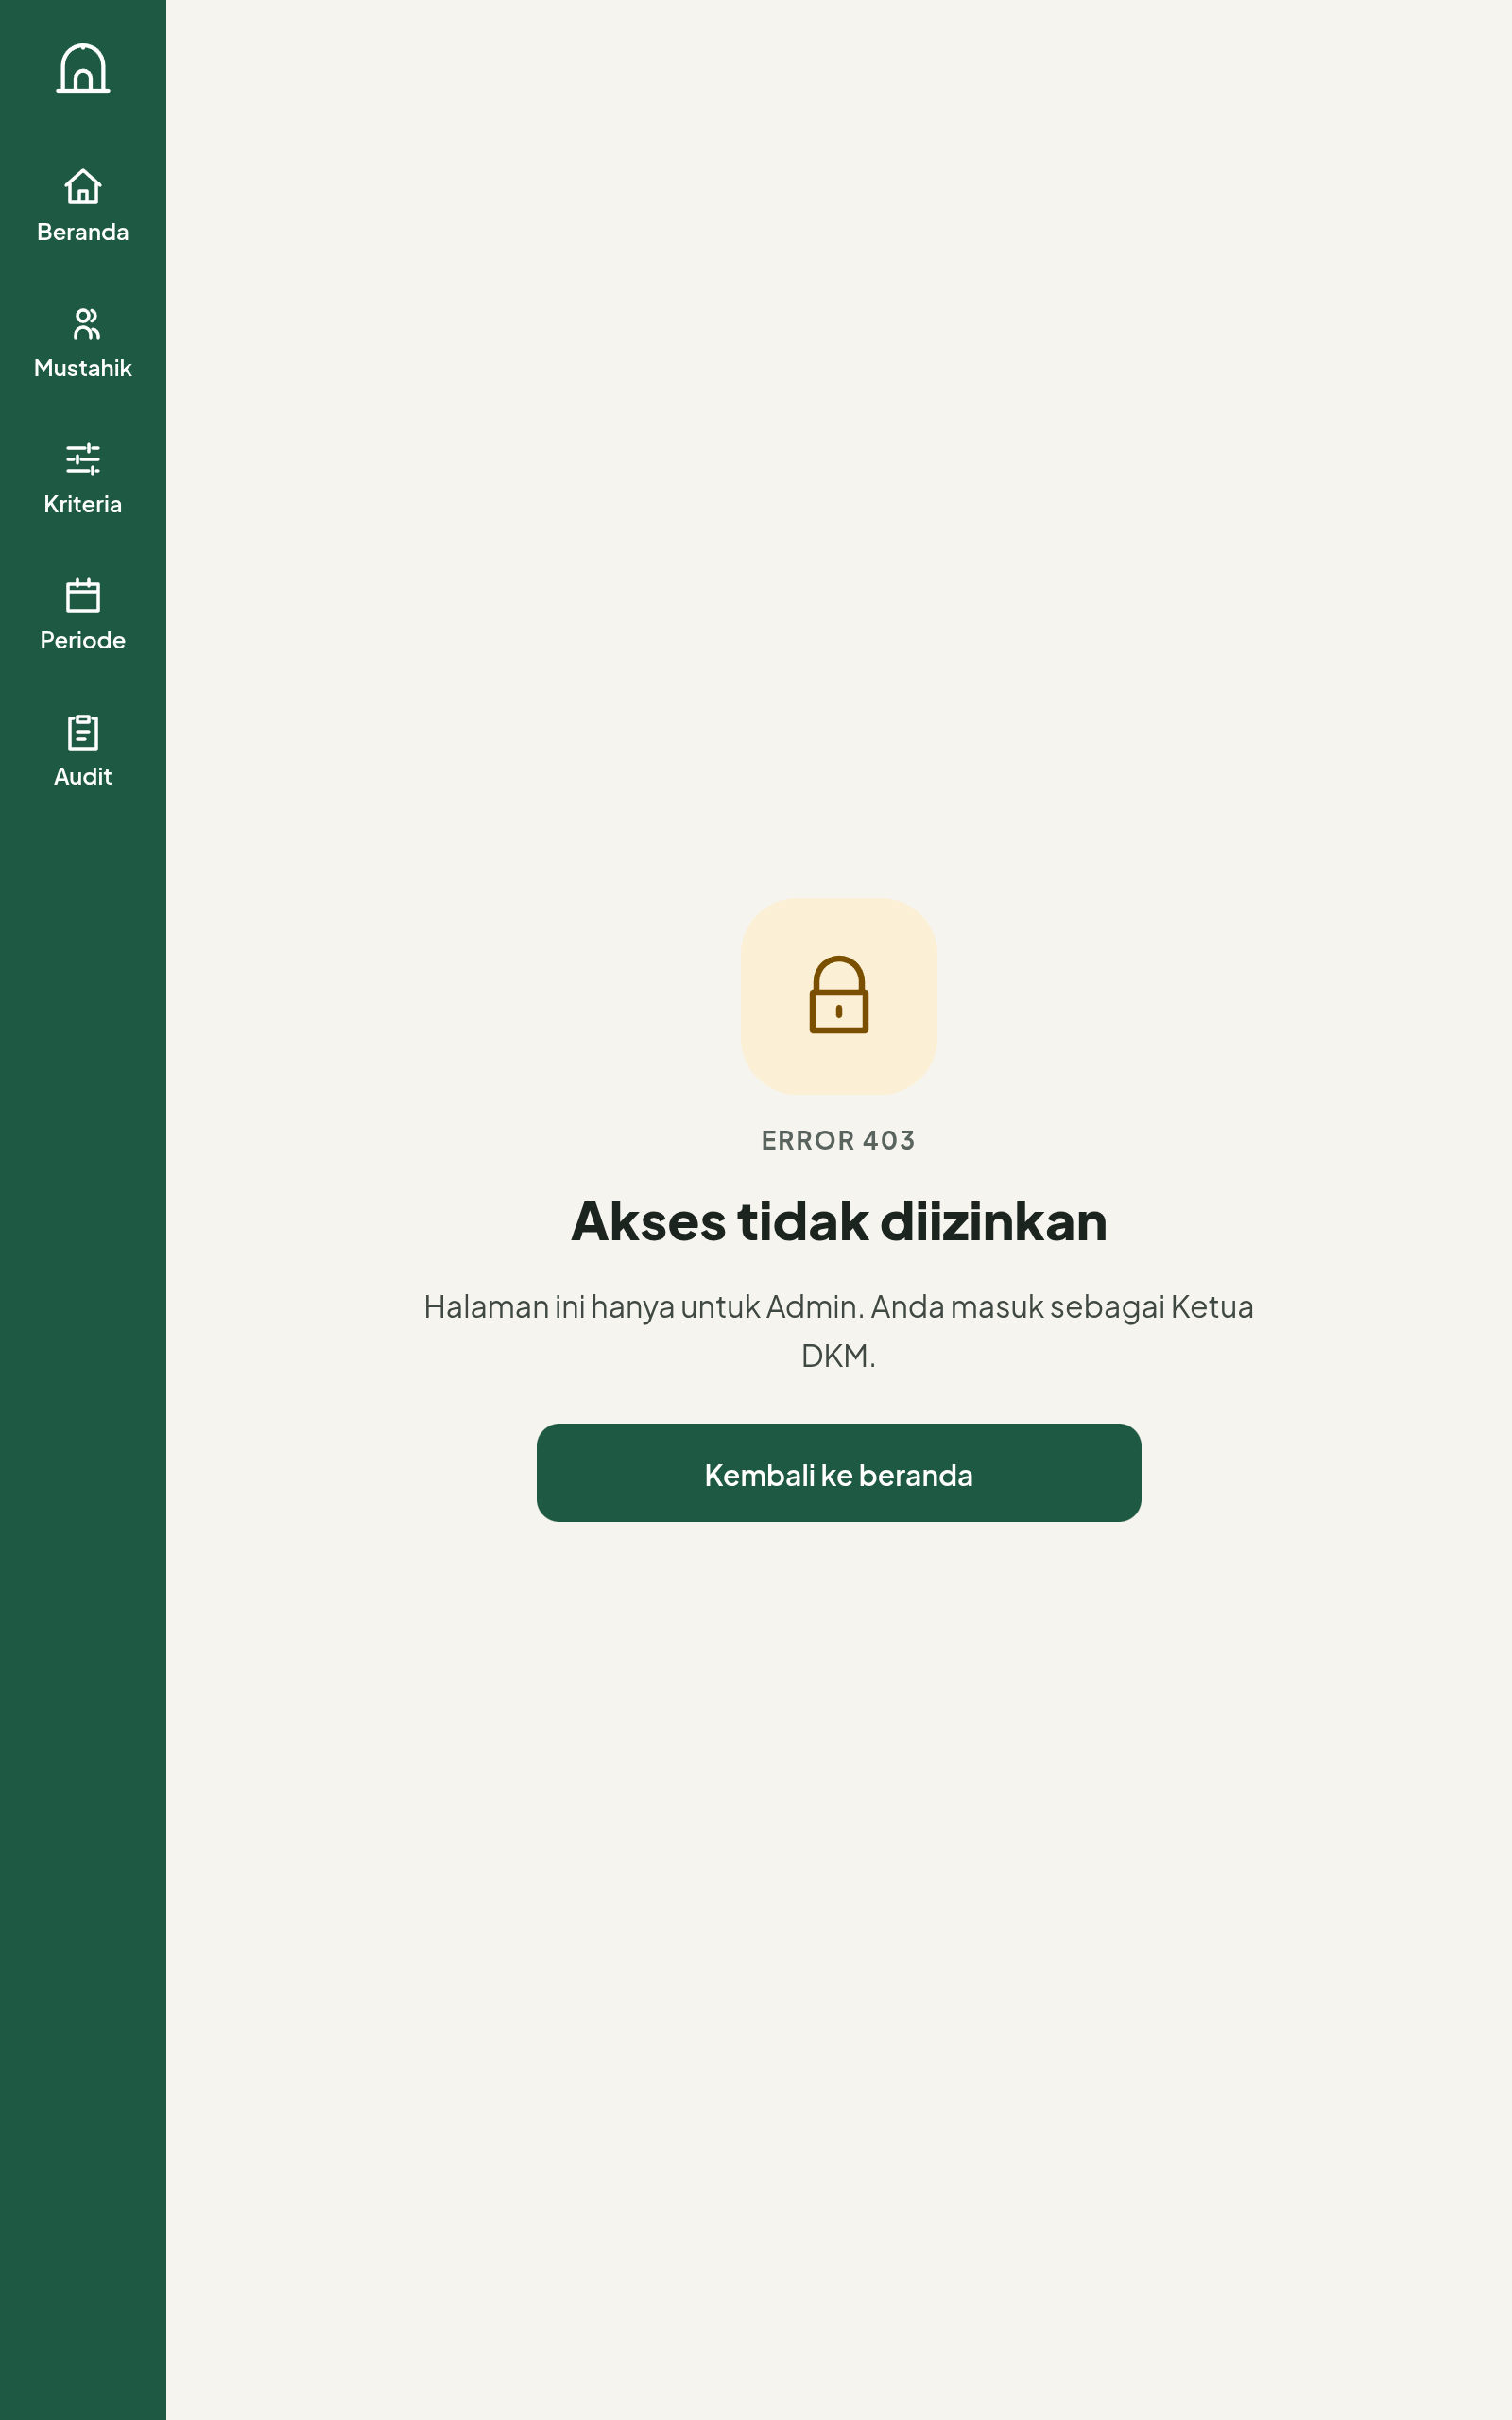 Beranda
Mustahik
Kriteria
Periode
Audit
ERROR 403
Akses tidak diizinkan
Halaman ini hanya untuk Admin. Anda masuk sebagai Ketua
DKM.
Kembali ke beranda